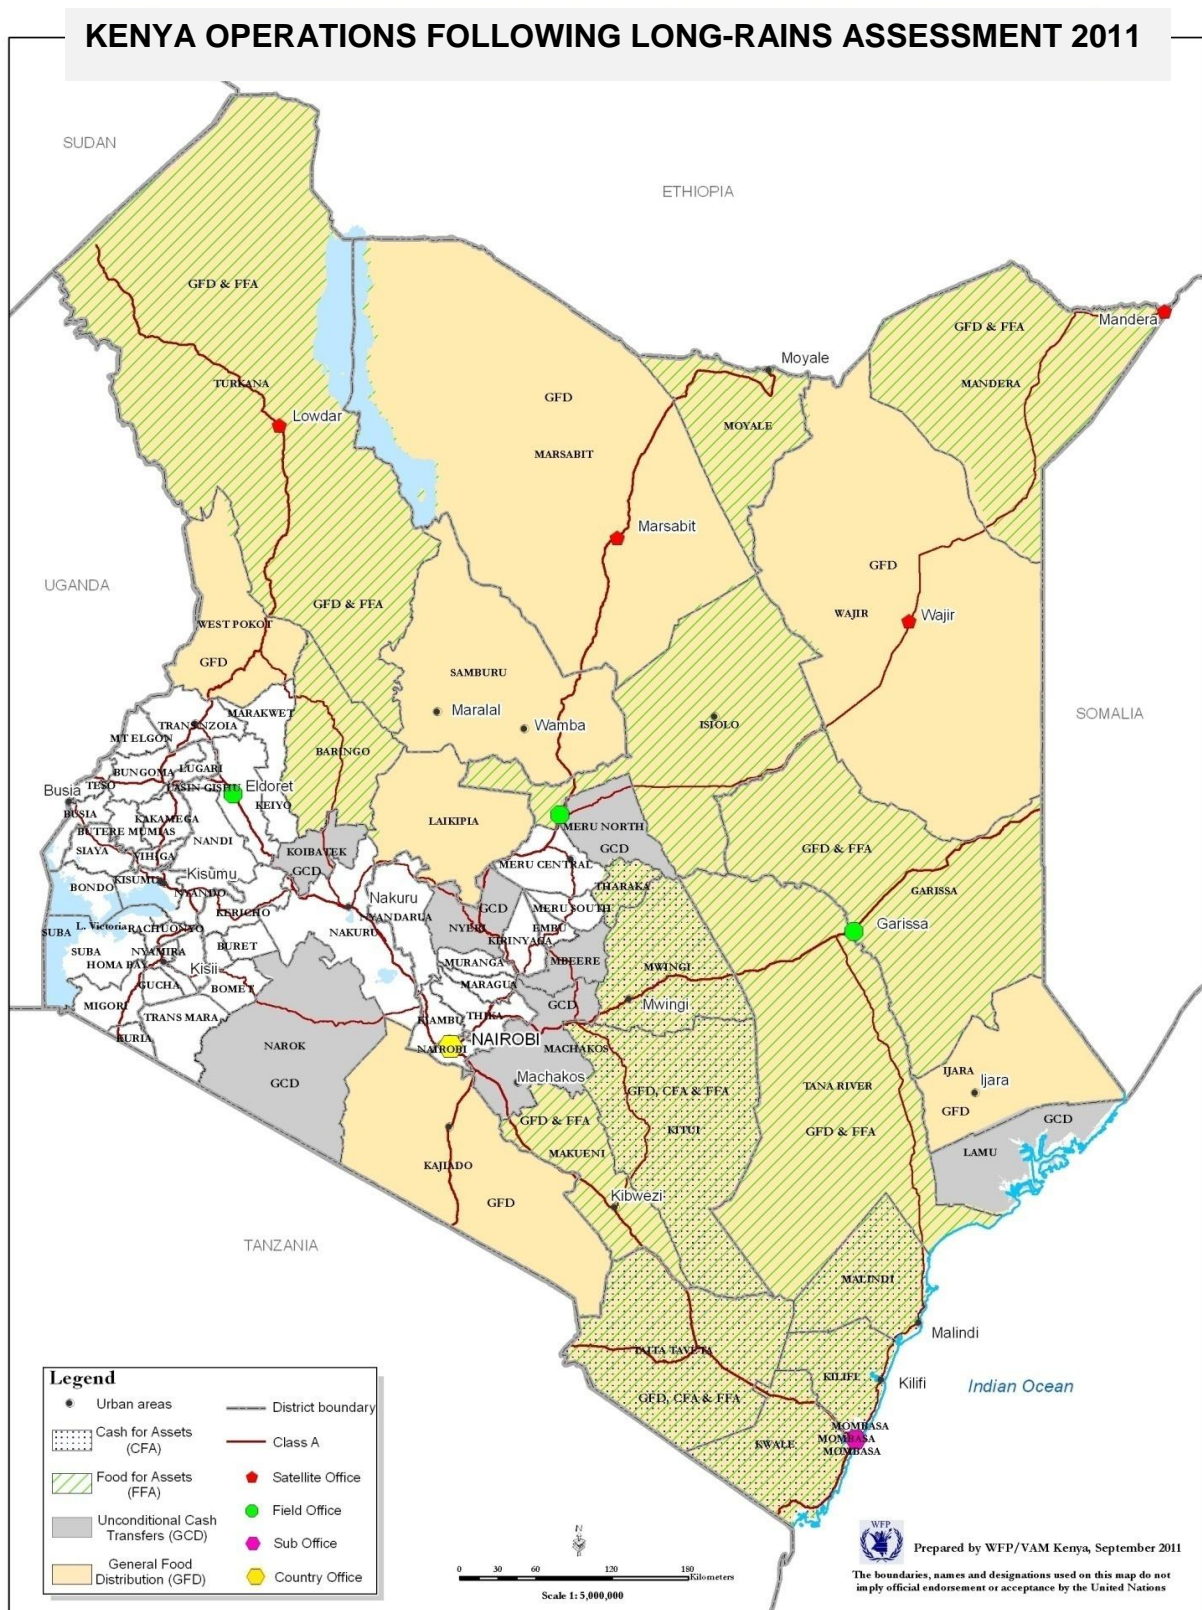 KENYA OPERATIONS FOLLOWING LONG-RAINS ASSESSMENT 2011
SUDAN
ETHIOPIA
GFD & FFA
Mandera
GFD & FFA
Moyale
TURKANA
MANDERA
GFD
Lowdar
MOYALE
MARSABIT
Marsabit
UGANDA
GFD
GFD & FFA
WAJIR
Wajir
WEST POKOT
GFD
SAMBURU
SOMALIA
Maralal
MARAKWET
TRANS NZOIA
Wamba
ISIOLO
MT ELGON
BARINGO
BUNGOMA
LUGARI
TESO
UASIN GISHU
Eldoret
Busia
KEIYO
BUSIA
KAKAMEGA
LAIKIPIA
MERU NORTH
BUTERE MUMIAS
NANDI
SIAYA
VIHIGA
KOIBATEK
GCD
GCD
GFD & FFA
MERU CENTRAL
KISUMU
Kisumu
BONDO
NYANDO
THARAKA
GARISSA
Nakuru
GCD
KERICHO
NYANDARUA
MERU SOUTH
SUBA
L. Victoria
RACHUONYO
NAKURU
NYERI
EMBU
Garissa
KIRINYAGA
SUBA
NYAMIRA
BURET
HOMA BAY
Kisii
MURANGA
MBEERE
MWINGI
GUCHA
BOMET
MARAGUA
MIGORI
GCD
Mwingi
TRANS MARA
THIKA
KIAMBU
KURIA
NAROK
NAIROBI
NAIROBI
MACHAKOS
GCD
Machakos
GFD, CFA & FFA
TANA RIVER
IJARA
Ijara
GFD
GCD
GFD & FFA
KITUI
GFD & FFA
LAMU
MAKUENI
KAJIADO
GFD
Kibwezi
TANZANIA
MALINDI
Malindi
TAITA TAVETA
KILIFI
Kilifi
Indian Ocean
GFD, CFA & FFA
MOMBASA
MOMBASA
MOMBASA
KWALE
Legend
Urban areas
District boundary
Cash for Assets
(CFA)
Class A
Food for Assets
(FFA)
Satellite Office
Field Office
Unconditional Cash
Transfers (GCD)
Sub Office
General Food
Distribution (GFD)
Country Office
N
0 30 60 120 180
Kilometers
Scale 1: 5,000,000
WFP
Prepared by WFP/VAM Kenya, September 2011
The boundaries, names and designations used on this map do not
imply official endorsement or acceptance by the United Nations